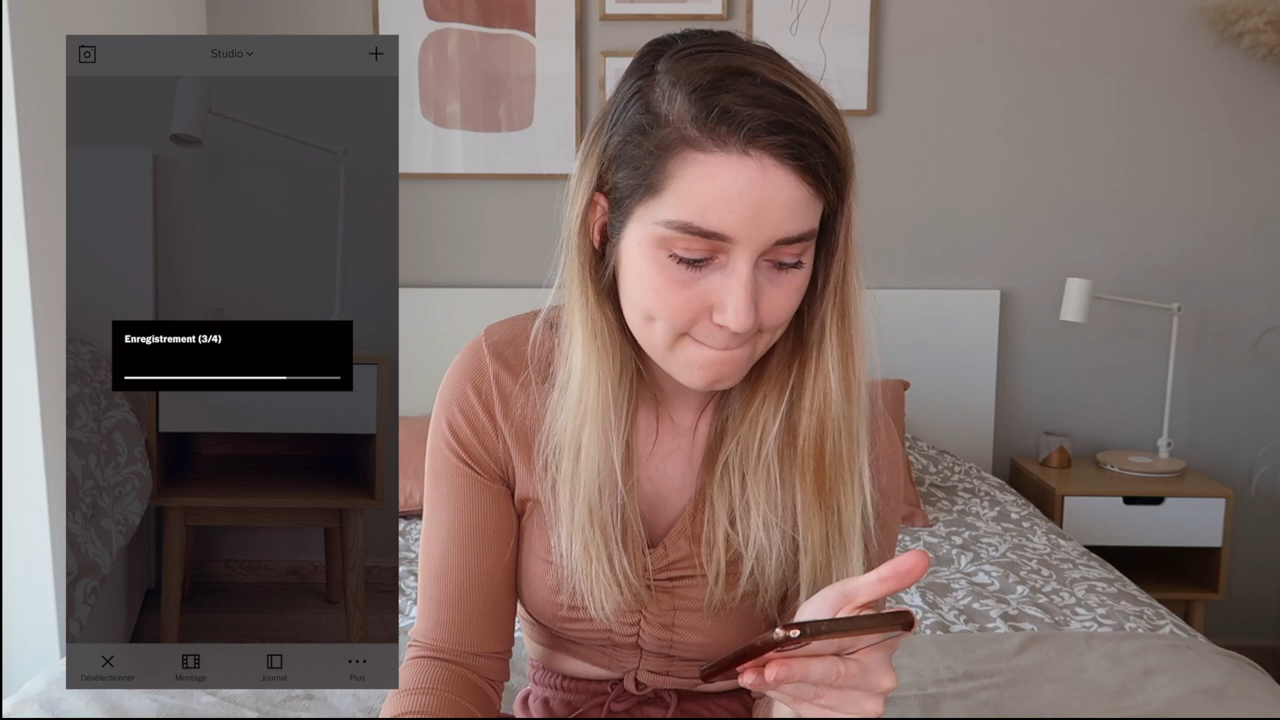 Studio
Enregistrement (3/4)
Désélectionner
Montage
Journal
Plus